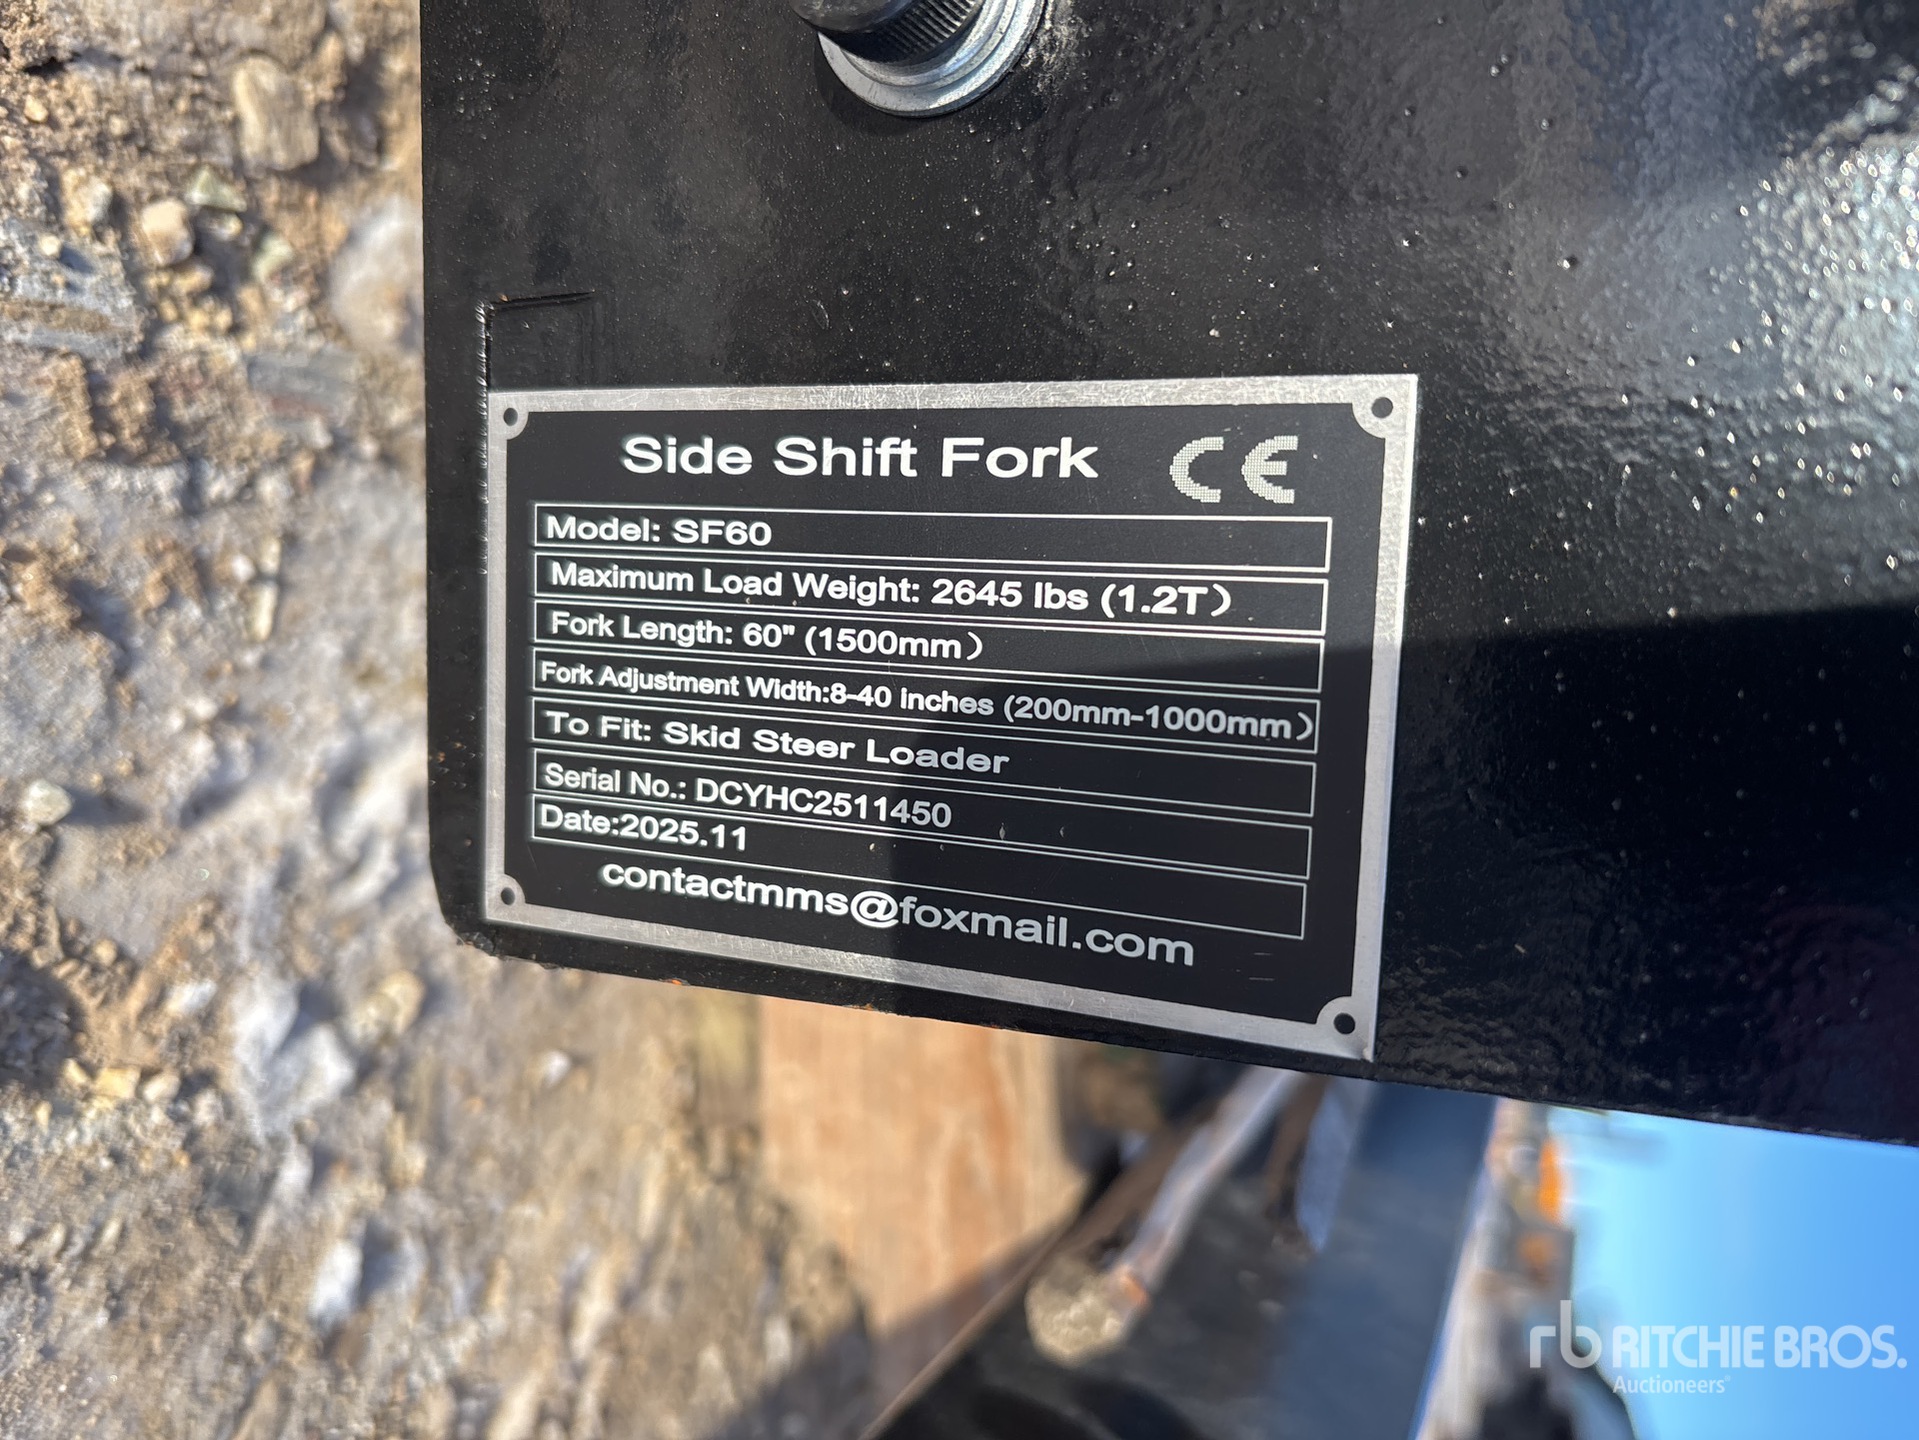 Side Shift Fork CE
Model: SF60
Maximum Load Weight: 2645 lbs (1.2T)
Fork Length: 60" (1500mm)
Fork Adjustment Width:8-40 inches (200mm-1000mm)
To Fit: Skid Steer Loader
Serial No.: DCYHC2511450
Date:2025.11
contactmms@foxmail.com
rb RITCHIE BROS.
Auctioneers